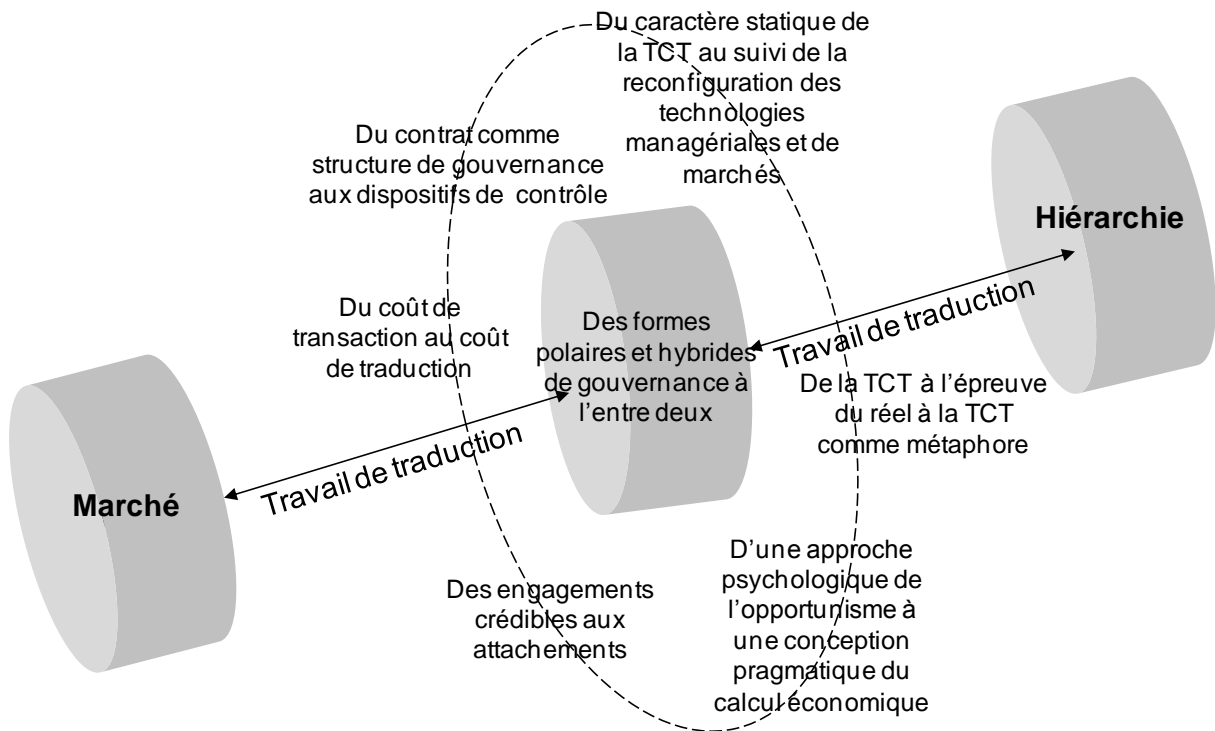 Du caractère statique de
la TCT au suivi de la
reconfiguration des
technologies
managériales et de
marchés
Du contrat comme
structure de gouvernance
aux dispositifs de contrôle
Hiérarchie
Travail de traduction
Du coût de
transaction au coût
de traduction
Des formes
polaires et hybrides
de gouvernance à
l'entre deux
De la TCT à l'épreuve
du réel à la TCT
comme métaphore
Travail de traduction
Marché
Des engagements
crédibles aux
attachements
D'une approche
psychologique de
l'opportunisme à
une conception
pragmatique du
calcul économique